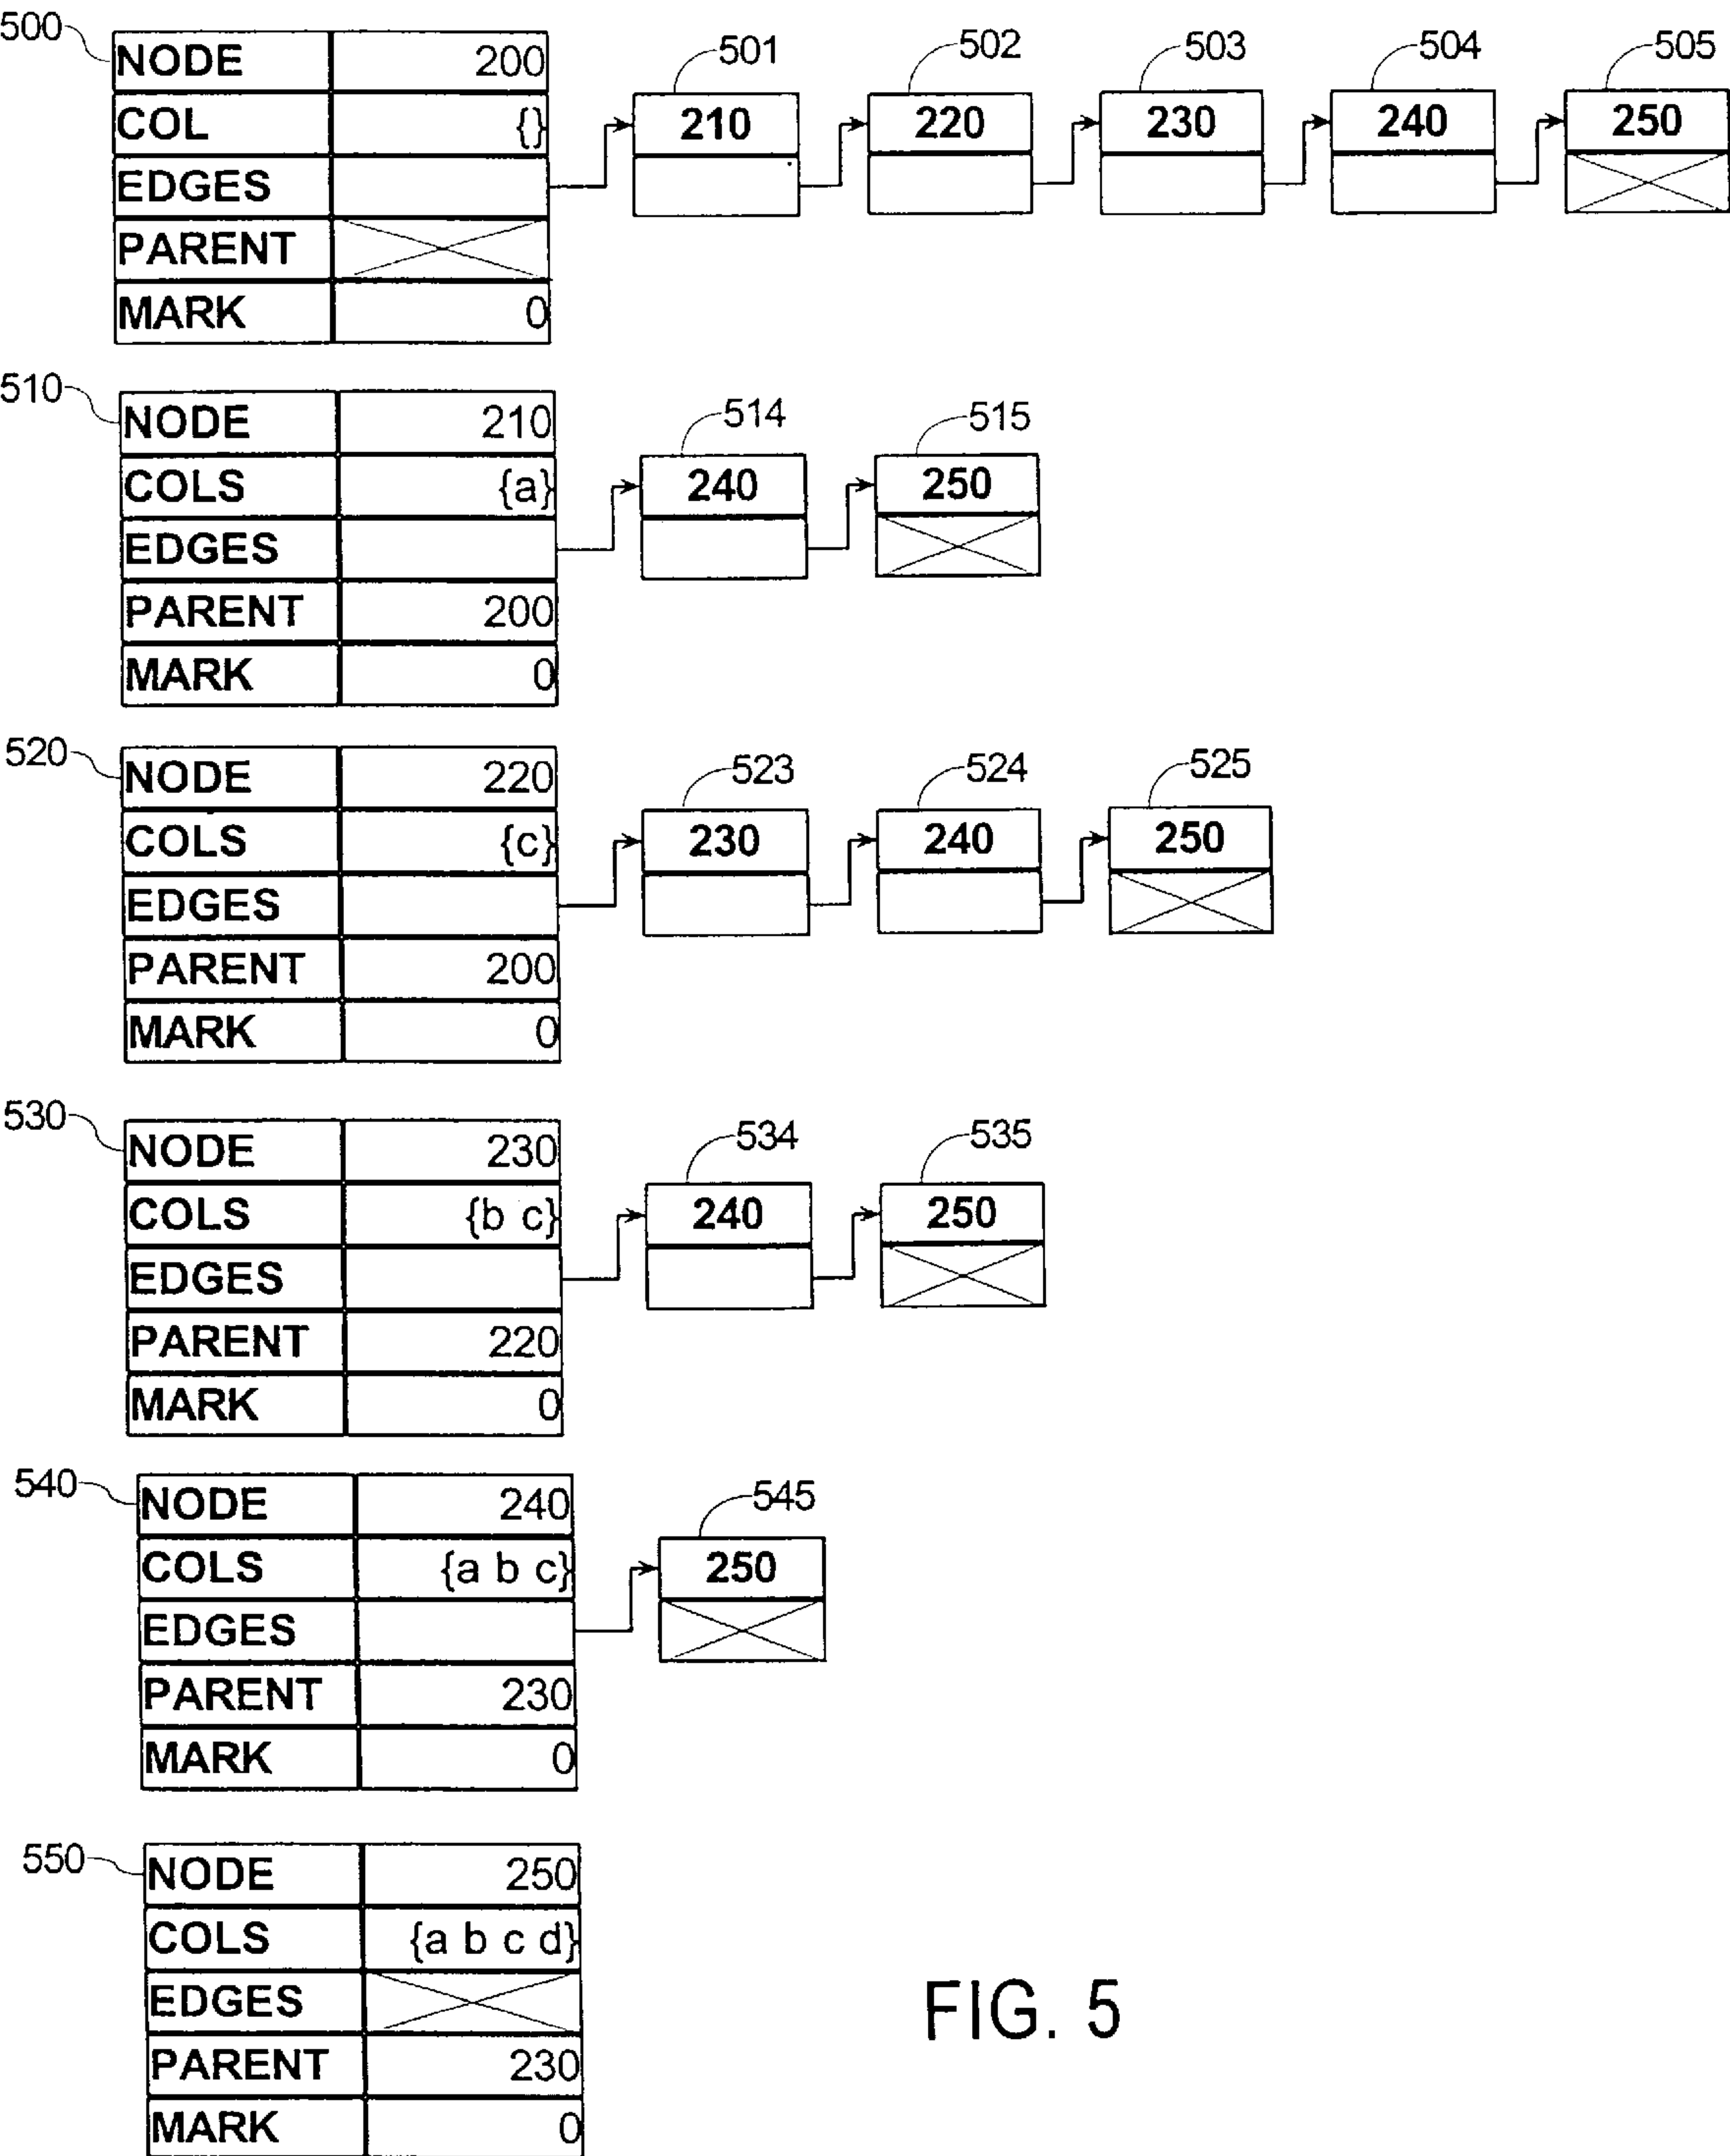 500
NODE 200
501 502 503 504 505
COL {}
210 220 230 240 250
EDGES
PARENT
MARK 0
510
NODE 210
514 515
COLS {a}
240 250
EDGES
PARENT 200
MARK 0
520
NODE 220
523 524 525
COLS {c}
230 240 250
EDGES
PARENT 200
MARK 0
530
NODE 230
534 535
COLS {b c}
240 250
EDGES
PARENT 220
MARK 0
540
NODE 240
545
COLS {a b c}
250
EDGES
PARENT 230
MARK 0
550
NODE 250
COLS {a b c d}
EDGES
PARENT 230
MARK 0
FIG. 5